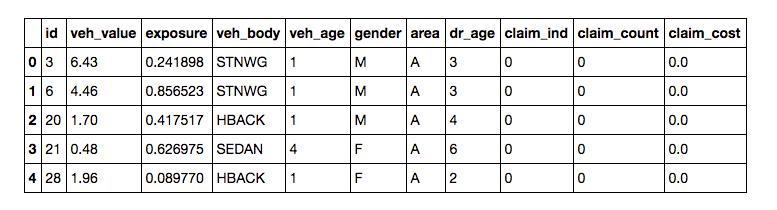 id veh_value exposure veh_body veh_age gender area dr_age claim_ind claim_count claim_cost
0 3 6.43 0.241898 STNWG 1 M A 3 0 0 0.0
1 6 4.46 0.856523 STNWG 1 M A 3 0 0 0.0
2 20 1.70 0.417517 HBACK 1 M A 4 0 0 0.0
3 21 0.48 0.626975 SEDAN 4 F A 6 0 0 0.0
4 28 1.96 0.089770 HBACK 1 F A 2 0 0 0.0